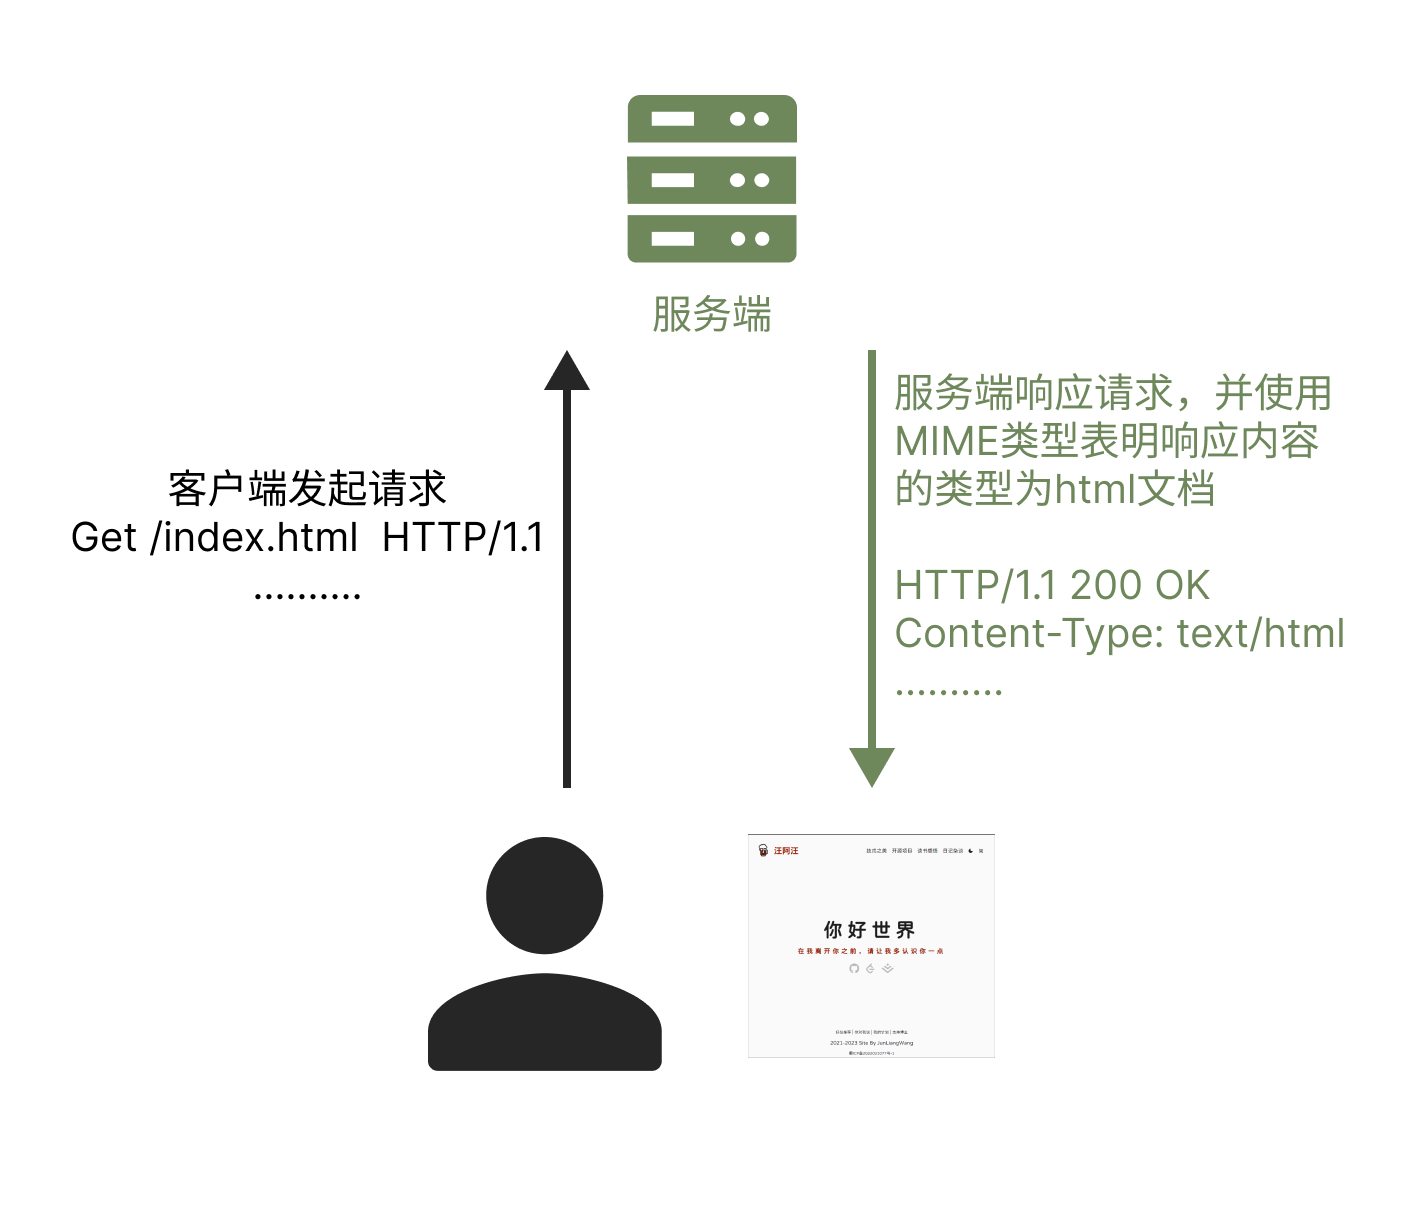 服务端
客户端发起请求
Get /index.html  HTTP/1.1
..........
服务端响应请求，并使用
MIME类型表明响应内容
的类型为html文档
HTTP/1.1 200 OK
Content-Type: text/html
..........
汪阿汪
技术之美 开源项目 读书感悟 日记杂谈
你好世界
在我离开你之前，请让我多认识你一点
2021-2023 Site By JunLiangWang